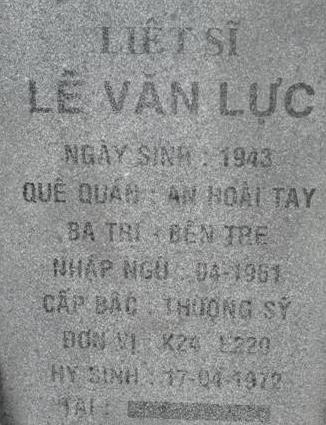 LIỆT SĨ
LÊ VĂN LỰC
NGÀY SINH : 1943
QUÊ QUÁN : AN HOÀI TAY
BA TRI - BẾN TRE
NHẬP NGŨ : 04-1961
CẤP BẬC : THƯỢNG SỸ
ĐƠN VỊ : K24
HY SINH : 17-04-1972
TẠI :